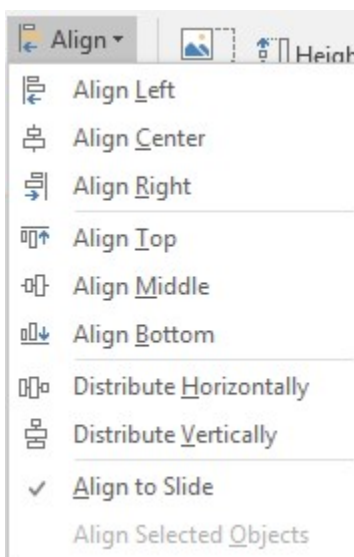 Align
Heigh
Align Left
Align Center
Align Right
Align Top
Align Middle
Align Bottom
Distribute Horizontally
Distribute Vertically
Align to Slide
Align Selected Objects